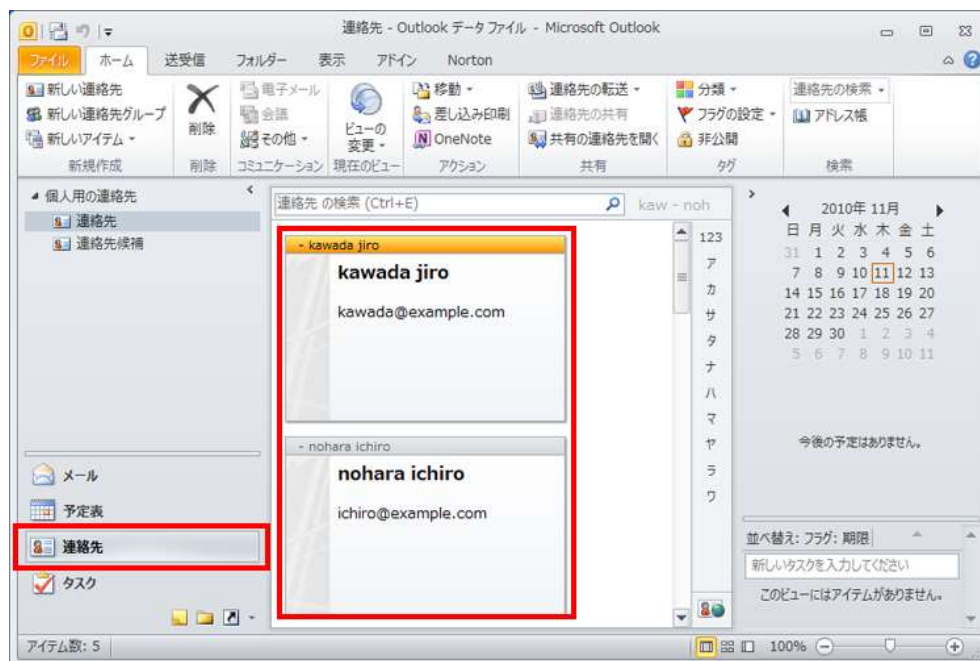 連絡先 - Outlook データ ファイル - Microsoft Outlook
ファイル ホーム 送受信 フォルダー 表示 アドイン Norton
新しい連絡先
新しい連絡先グループ
新しいアイテム
新規作成
削除
削除
電子メール
会議
その他
コミュニケーション
ビューの
変更
現在のビュー
移動
差し込み印刷
OneNote
アクション
連絡先の転送
連絡先の共有
共有の連絡先を開く
共有
分類
フラグの設定
非公開
タグ
連絡先の検索
アドレス帳
検索
個人用の連絡先
連絡先
連絡先候補
メール
予定表
連絡先
タスク
連絡先 の検索 (Ctrl+E)
kaw - noh
- kawada jiro
kawada jiro
kawada@example.com
- nohara ichiro
nohara ichiro
ichiro@example.com
123
ア
カ
サ
タ
ナ
ハ
マ
ヤ
ラ
ワ
2010年 11月
日 月 火 水 木 金 土
31 1 2 3 4 5 6
7 8 9 10 11 12 13
14 15 16 17 18 19 20
21 22 23 24 25 26 27
28 29 30 1 2 3 4
5 6 7 8 9 10 11
今後の予定はありません。
並べ替え: フラグ: 期限
新しいタスクを入力してください
このビューにはアイテムがありません。
アイテム数: 5
100%